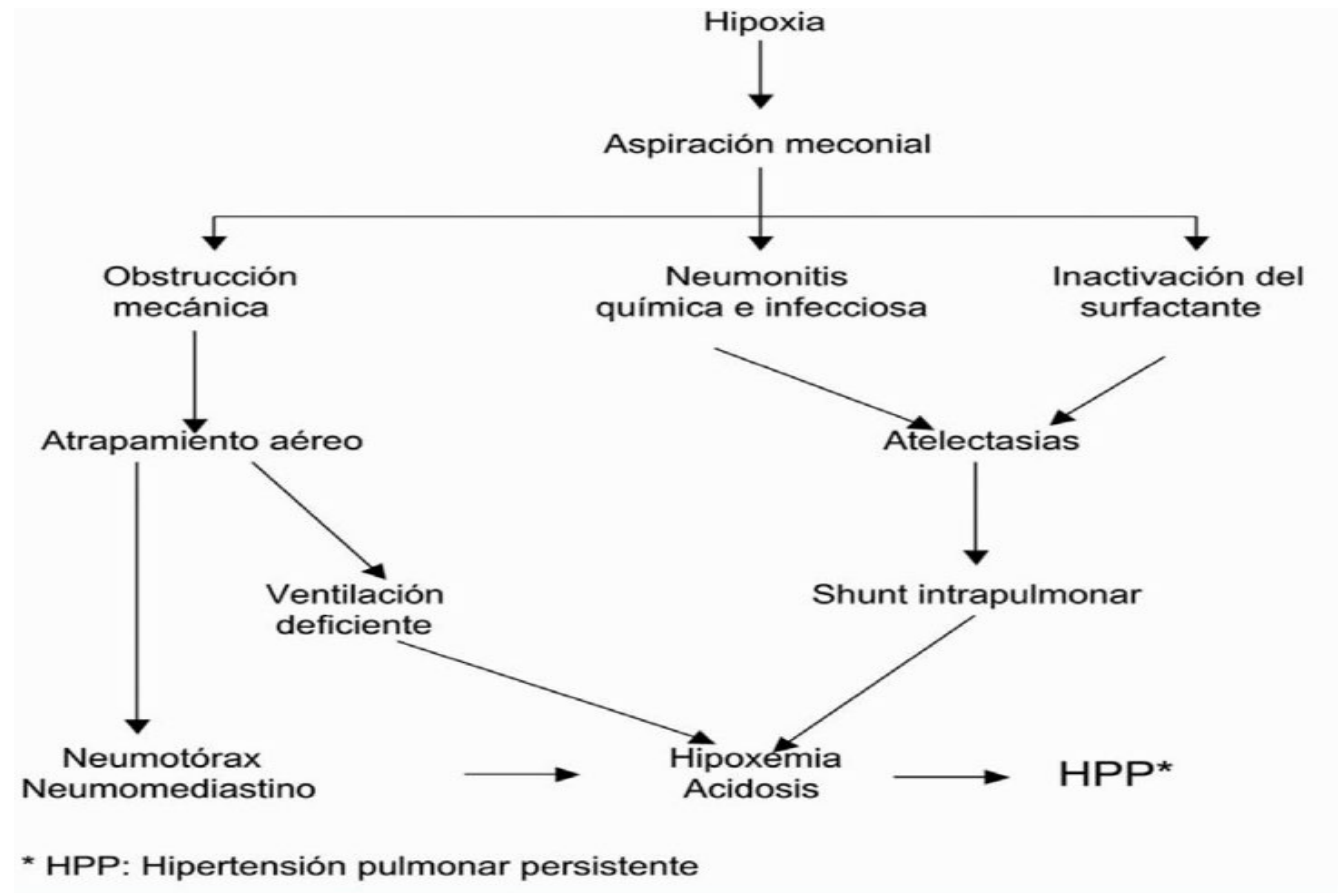 Hipoxia
Aspiración meconial
Obstrucción
mecánica
Neumonitis
química e infecciosa
Inactivación del
surfactante
Atrapamiento aéreo
Atelectasias
Ventilación
deficiente
Shunt intrapulmonar
Neumotórax
Neumomediastino
Hipoxemia
Acidosis
HPP*
* HPP: Hipertensión pulmonar persistente